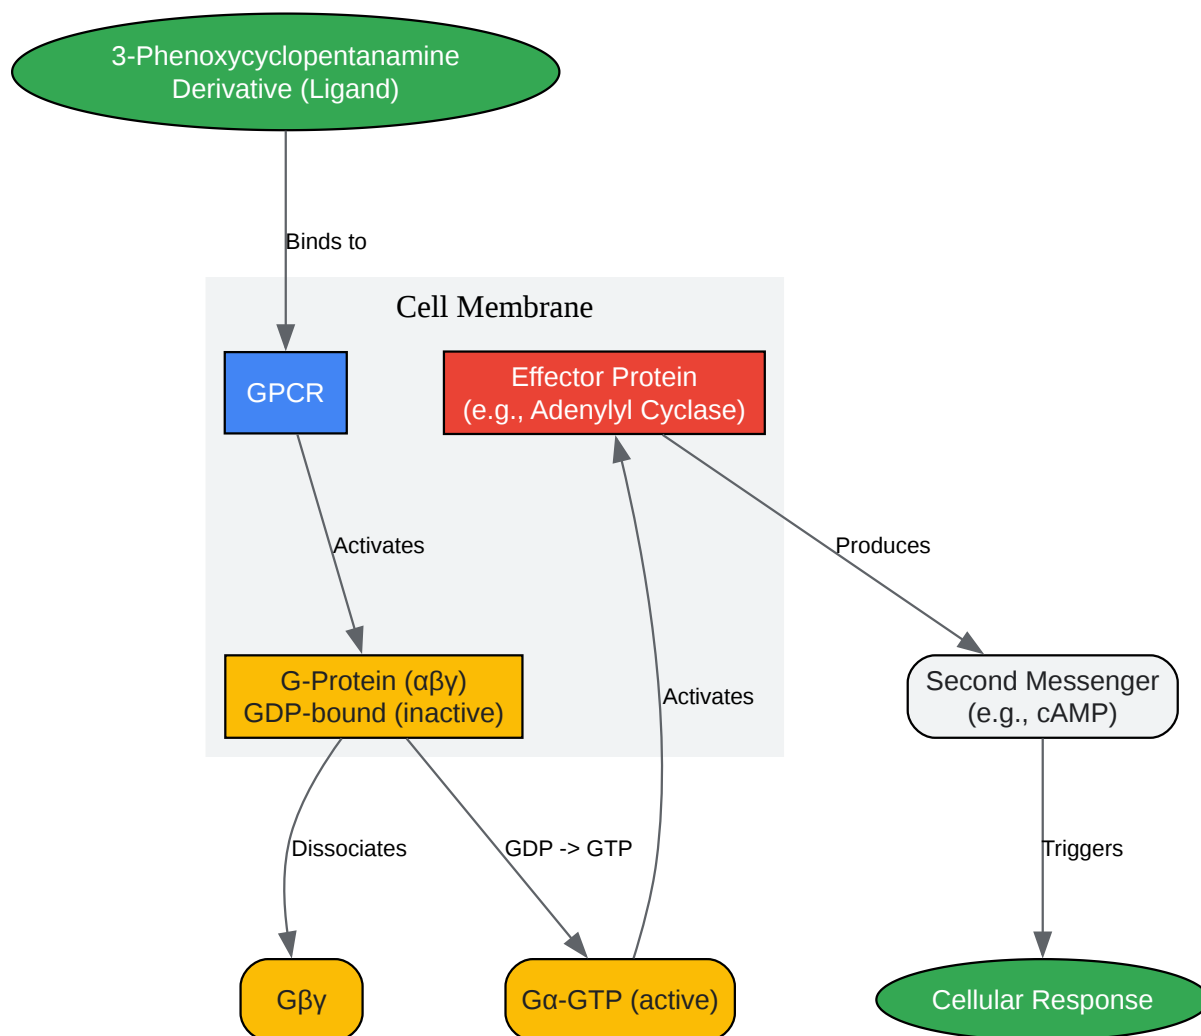 3-Phenoxycyclopentanamine
Derivative (Ligand)
Binds to
Cell Membrane
GPCR
Effector Protein
(e.g., Adenylyl Cyclase)
Activates
Produces
G-Protein (αβγ)
GDP-bound (inactive)
Activates
Second Messenger
(e.g., cAMP)
Dissociates
GDP -> GTP
Triggers
Gβγ
Gα-GTP (active)
Cellular Response